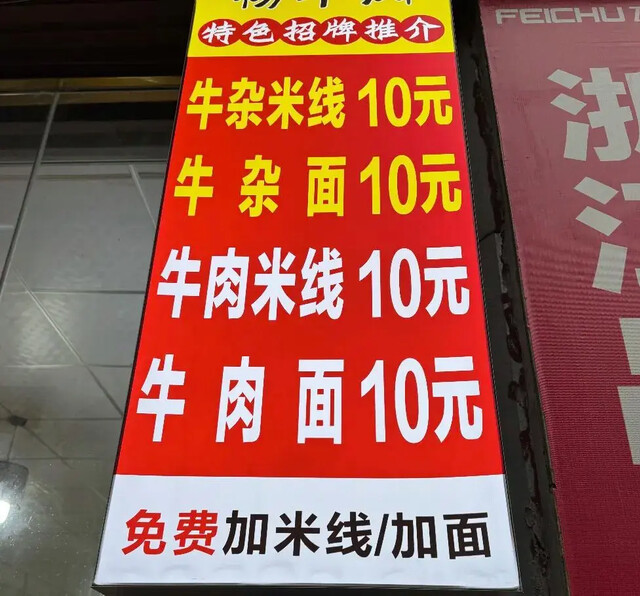 特色招牌推介
牛杂米线10元
牛杂面10元
牛肉米线10元
牛肉面10元
免费加米线/加面
FEICHU
浙
江